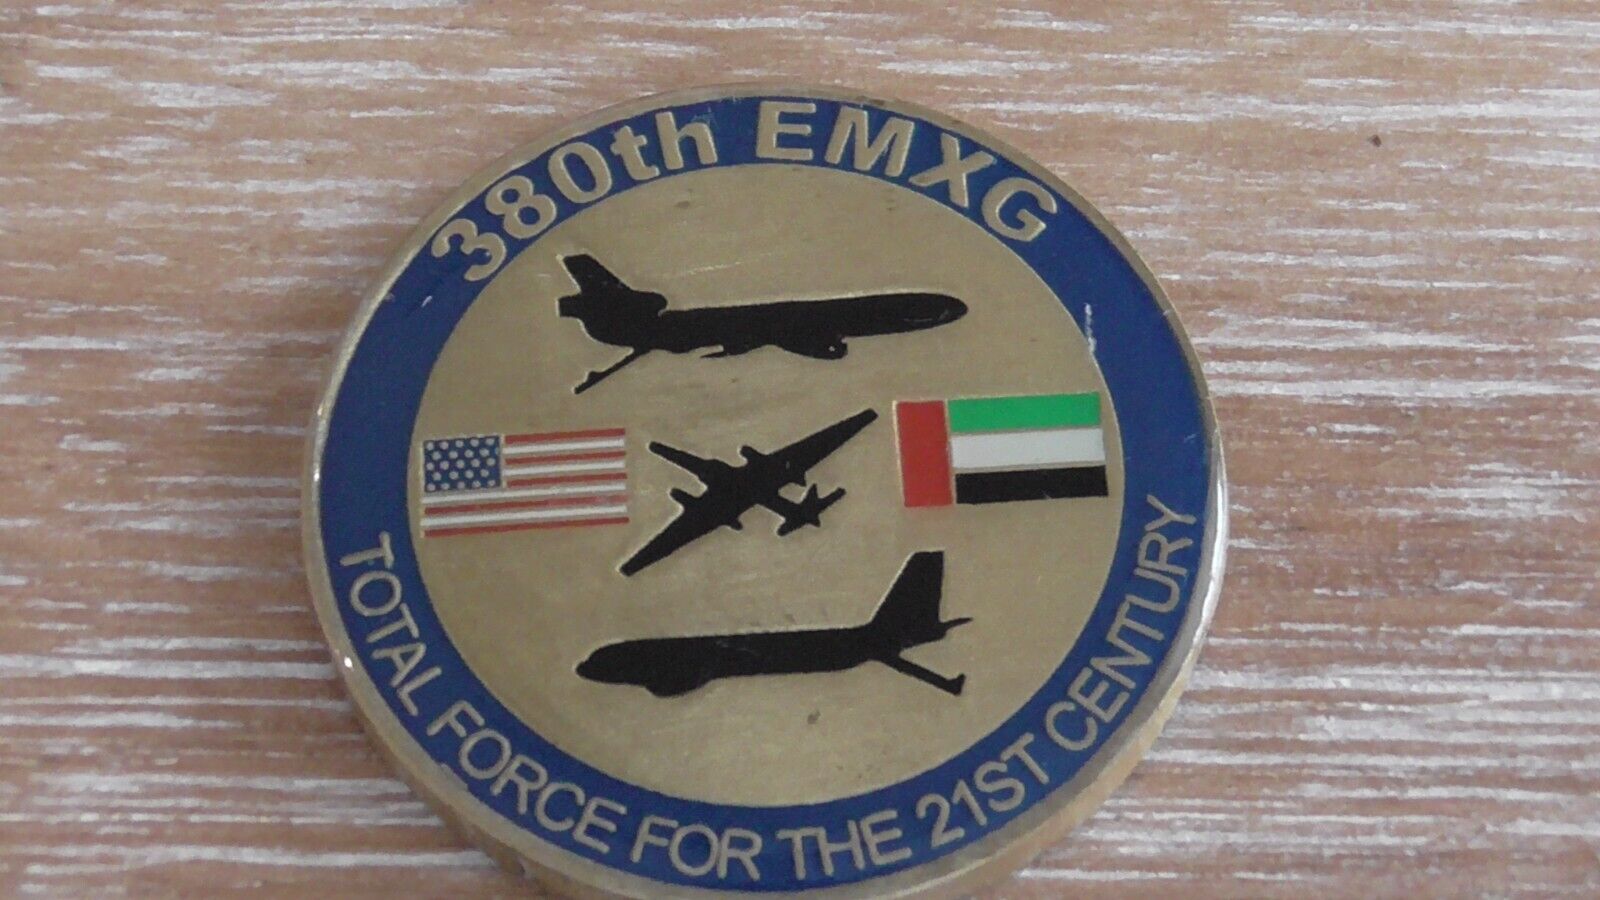 380th EMXG
TOTAL FORCE FOR THE 21ST CENTURY